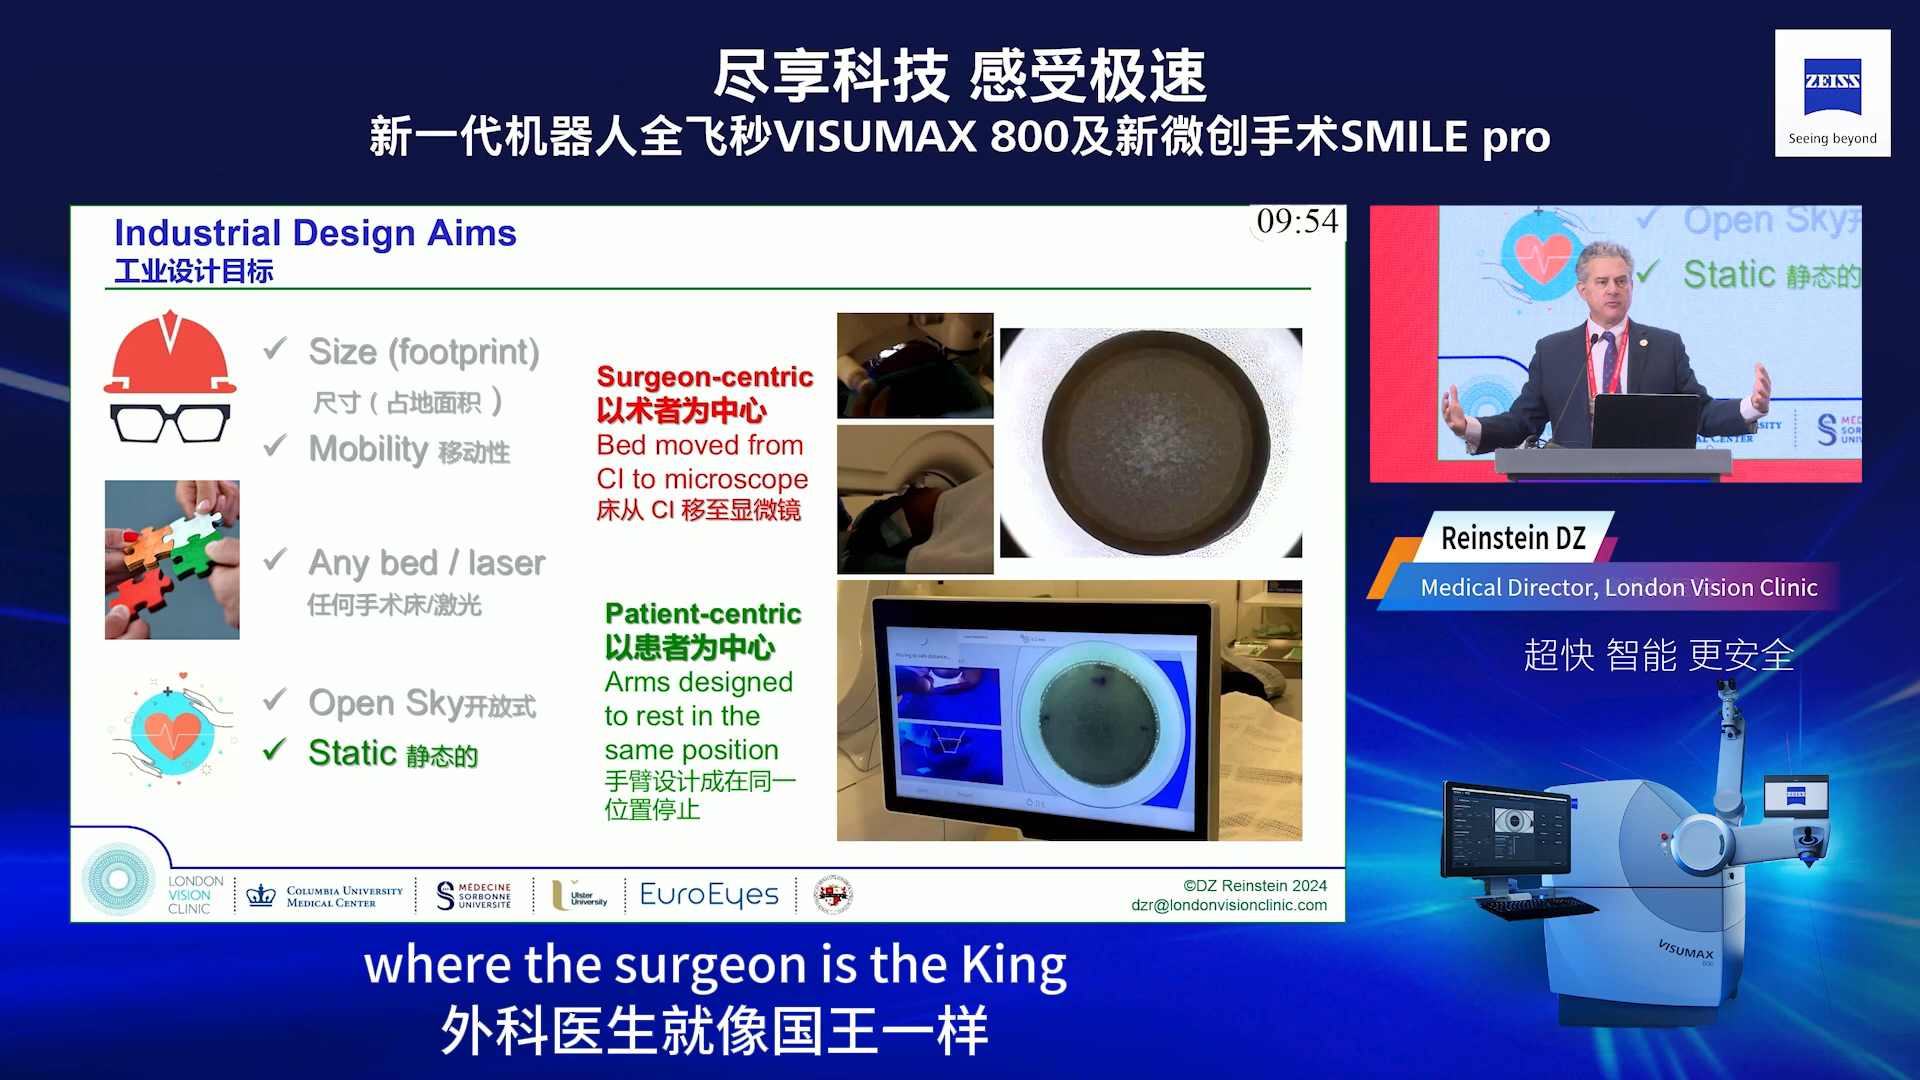 尽享科技 感受极速
新一代机器人全飞秒VISUMAX 800及新微创手术SMILE pro
ZEISS
Seeing beyond
Industrial Design Aims
工业设计目标
09:54
Size (footprint)
尺寸（占地面积 ）
Mobility 移动性
Any bed / laser
任何手术床/激光
Open Sky开放式
Static 静态的
Surgeon-centric
以术者为中心
Bed moved from
CI to microscope
床从 CI 移至显微镜
Patient-centric
以患者为中心
Arms designed
to rest in the
same position
手臂设计成在同一
位置停止
LONDON
VISION
CLINIC
COLUMBIA UNIVERSITY
MEDICAL CENTER
MÉDECINE
SORBONNE
UNIVERSITÉ
Ulster
University
EuroEyes
©DZ Reinstein 2024
dzr@londonvisionclinic.com
Open Sky开
Static 静态的
Reinstein DZ
Medical Director, London Vision Clinic
超快 智能 更安全
ZEISS
VISUMAX
800
where the surgeon is the King
外科医生就像国王一样